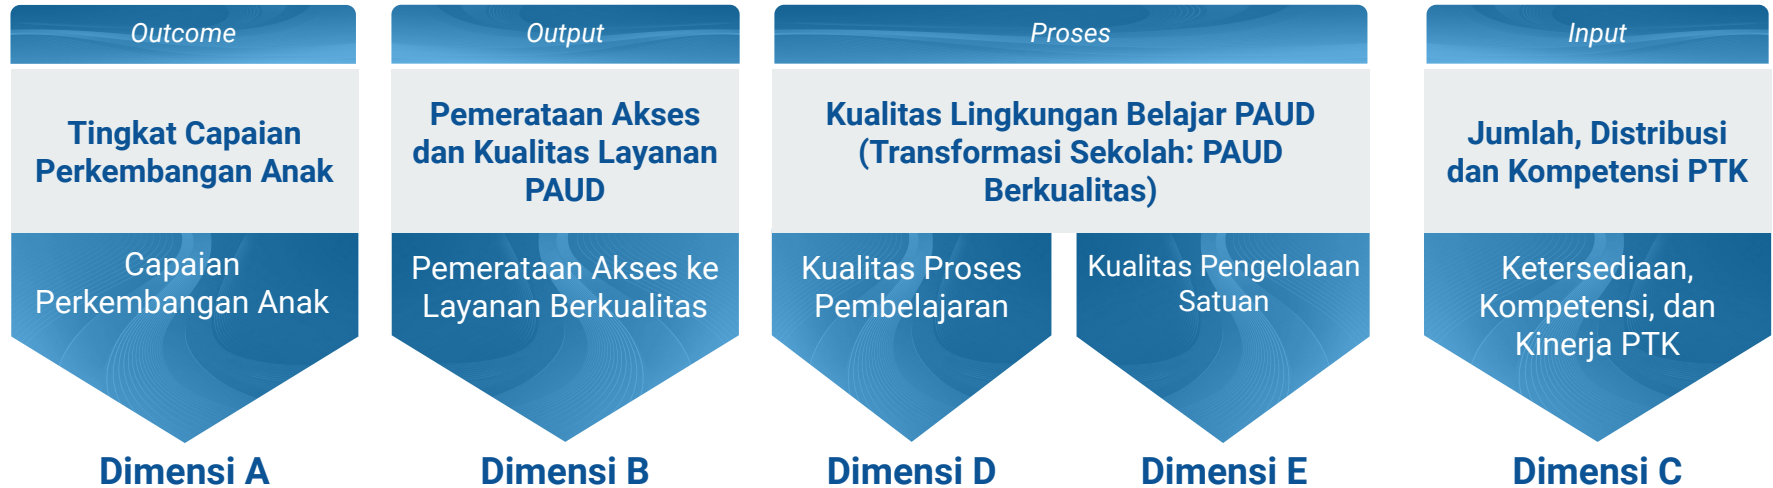 Outcome
Tingkat Capaian
Perkembangan Anak
Capaian
Perkembangan Anak
Dimensi A
Output
Pemerataan Akses
dan Kualitas Layanan
PAUD
Pemerataan Akses ke
Layanan Berkualitas
Dimensi B
Proses
Kualitas Lingkungan Belajar PAUD
(Transformasi Sekolah: PAUD
Berkualitas)
Kualitas Proses
Pembelajaran
Dimensi D
Kualitas Pengelolaan
Satuan
Dimensi E
Input
Jumlah, Distribusi
dan Kompetensi PTK
Ketersediaan,
Kompetensi, dan
Kinerja PTK
Dimensi C